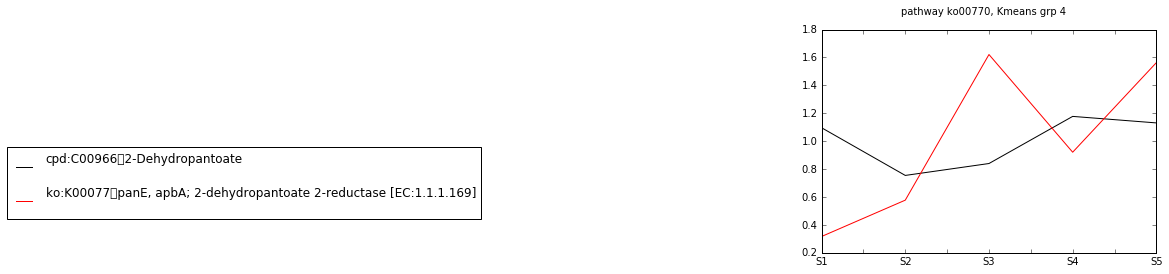 pathway ko00770, Kmeans grp 4
1.8
1.6
1.4
1.2
1.0
0.8
0.6
0.4
0.2
S1 S2 S3 S4 S5
cpd:C00966▯2-Dehydropantoate
ko:K00077▯panE, apbA; 2-dehydropantoate 2-reductase [EC:1.1.1.169]